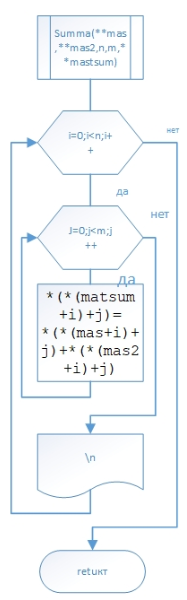 Summa(**mas
,**mas2,n,m,*
*mastsum)
i=0;i<n;i+
+
нет
да
J=0;j<m;j
++
нет
да
*(*(matsum
+i)+j)=
*(*(mas+i)+
j)+*(*(mas2
+i)+j)
\n
retuкт